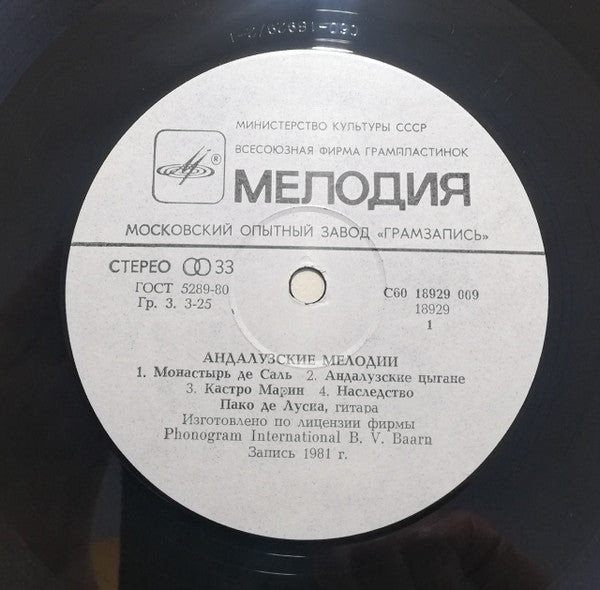 МИНИСТЕРСТВО КУЛЬТУРЫ СССР
ВСЕСОЮЗНАЯ ФИРМА ГРАМПЛАСТИНОК
®
МЕЛОДИЯ
МОСКОВСКИЙ ОПЫТНЫЙ ЗАВОД «ГРАМЗАПИСЬ»
СТЕРЕО 33
ГОСТ 5289-80
Гр. 3. 3-25
С60 18929 009
18929
1
АНДАЛУЗСКИЕ МЕЛОДИИ
1. Монастырь де Саль 2. Андалузские цыгане
3. Кастро Марин 4. Наследство
Пако де Лусиа, гитара
Изготовлено по лицензии фирмы
Phonogram International B. V. Baarn
Запись 1981 г.